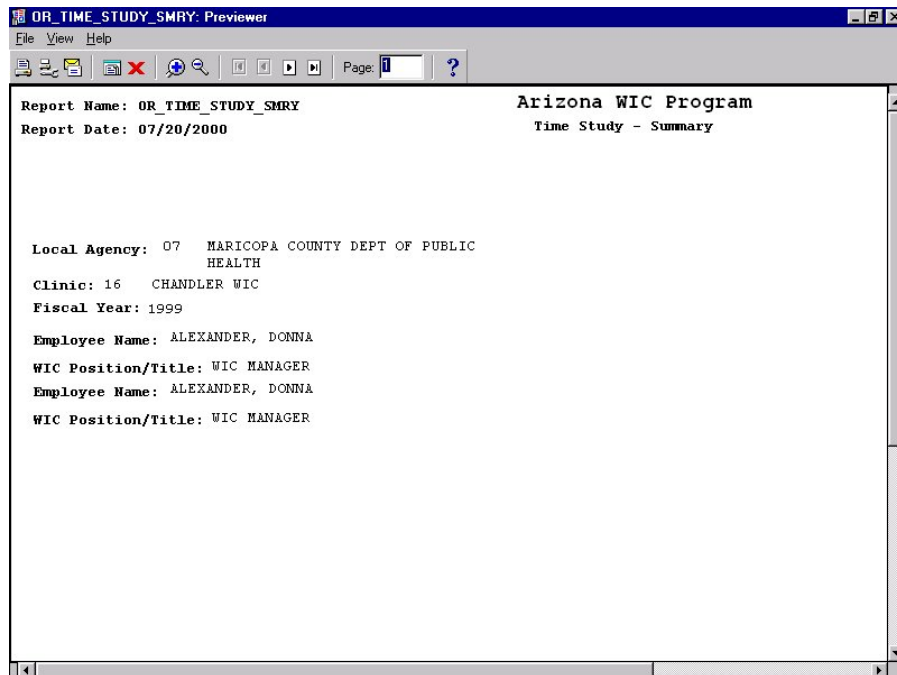 OR_TIME_STUDY_SMRY: Previewer
File View Help
Page: 1
Report Name: OR_TIME_STUDY_SMRY
Arizona WIC Program
Report Date: 07/20/2000
Time Study - Summary
Local Agency: 07 MARICOPA COUNTY DEPT OF PUBLIC
HEALTH
Clinic: 16 CHANDLER WIC
Fiscal Year: 1999
Employee Name: ALEXANDER, DONNA
WIC Position/Title: WIC MANAGER
Employee Name: ALEXANDER, DONNA
WIC Position/Title: WIC MANAGER